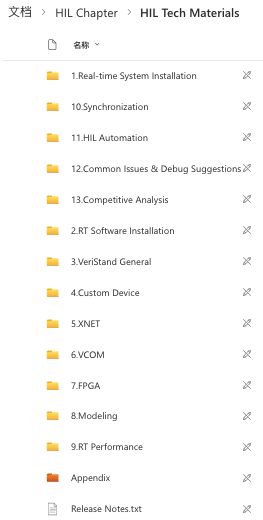 文档 > HIL Chapter > HIL Tech Materials
名称
1.Real-time System Installation
10.Synchronization
11.HIL Automation
12.Common Issues & Debug Suggestions
13.Competitive Analysis
2.RT Software Installation
3.VeriStand General
4.Custom Device
5.XNET
6.VCOM
7.FPGA
8.Modeling
9.RT Performance
Appendix
Release Notes.txt